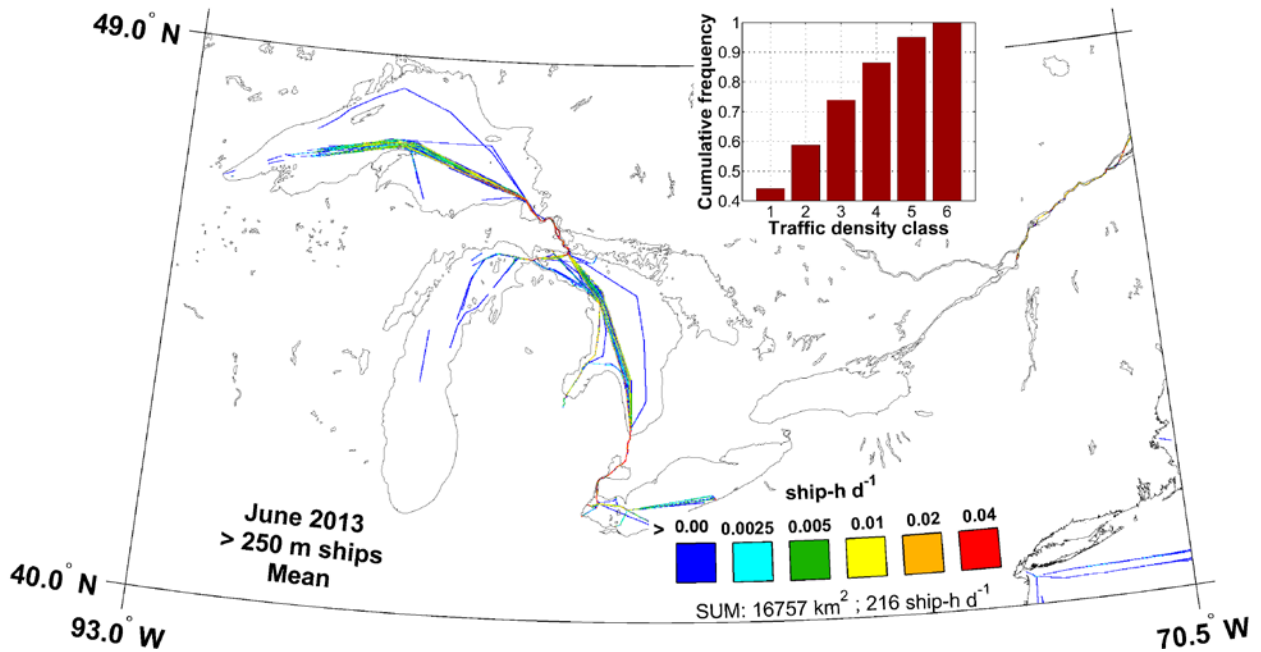 49.0° N
1
0.9
0.8
0.7
0.6
0.5
0.4
Cumulative frequency
1 2 3 4 5 6
Traffic density class
June 2013
> 250 m ships
Mean
ship-h d⁻¹
> 0.00 0.0025 0.005 0.01 0.02 0.04
SUM: 16757 km² ; 216 ship-h d⁻¹
40.0° N
93.0° W
70.5° W